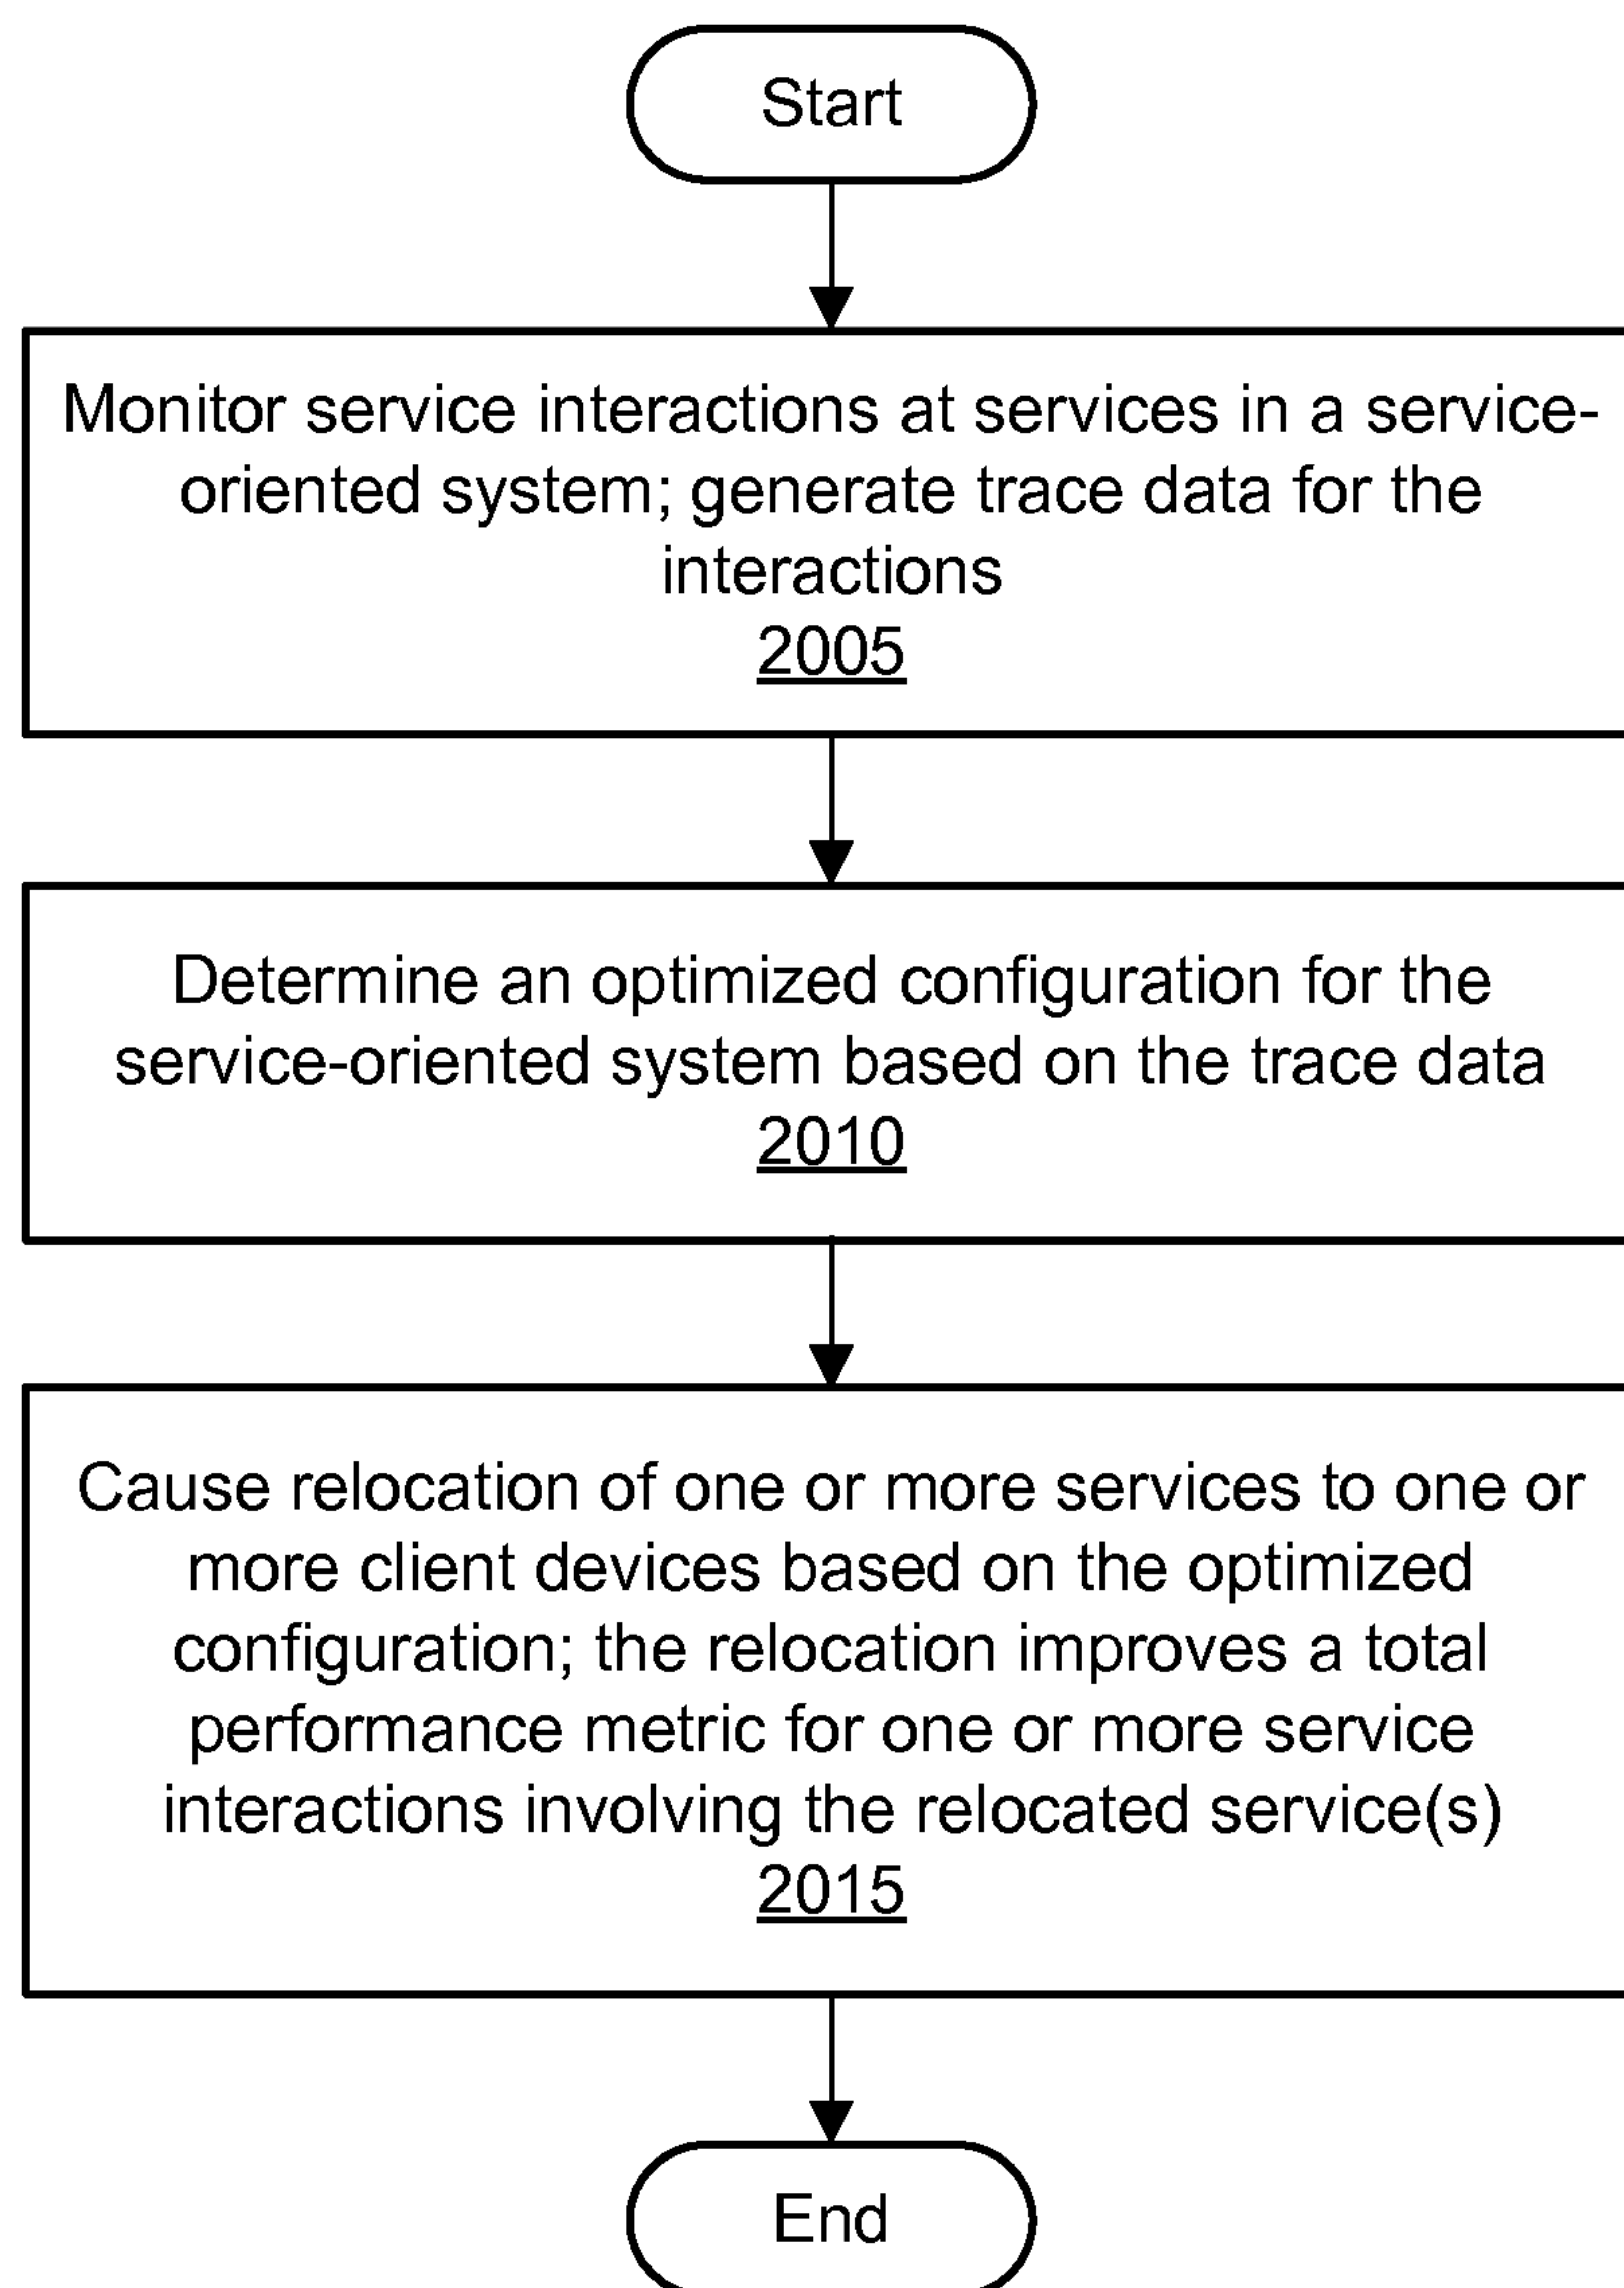 Start
Monitor service interactions at services in a service-
oriented system; generate trace data for the
interactions
2005
Determine an optimized configuration for the
service-oriented system based on the trace data
2010
Cause relocation of one or more services to one or
more client devices based on the optimized
configuration; the relocation improves a total
performance metric for one or more service
interactions involving the relocated service(s)
2015
End